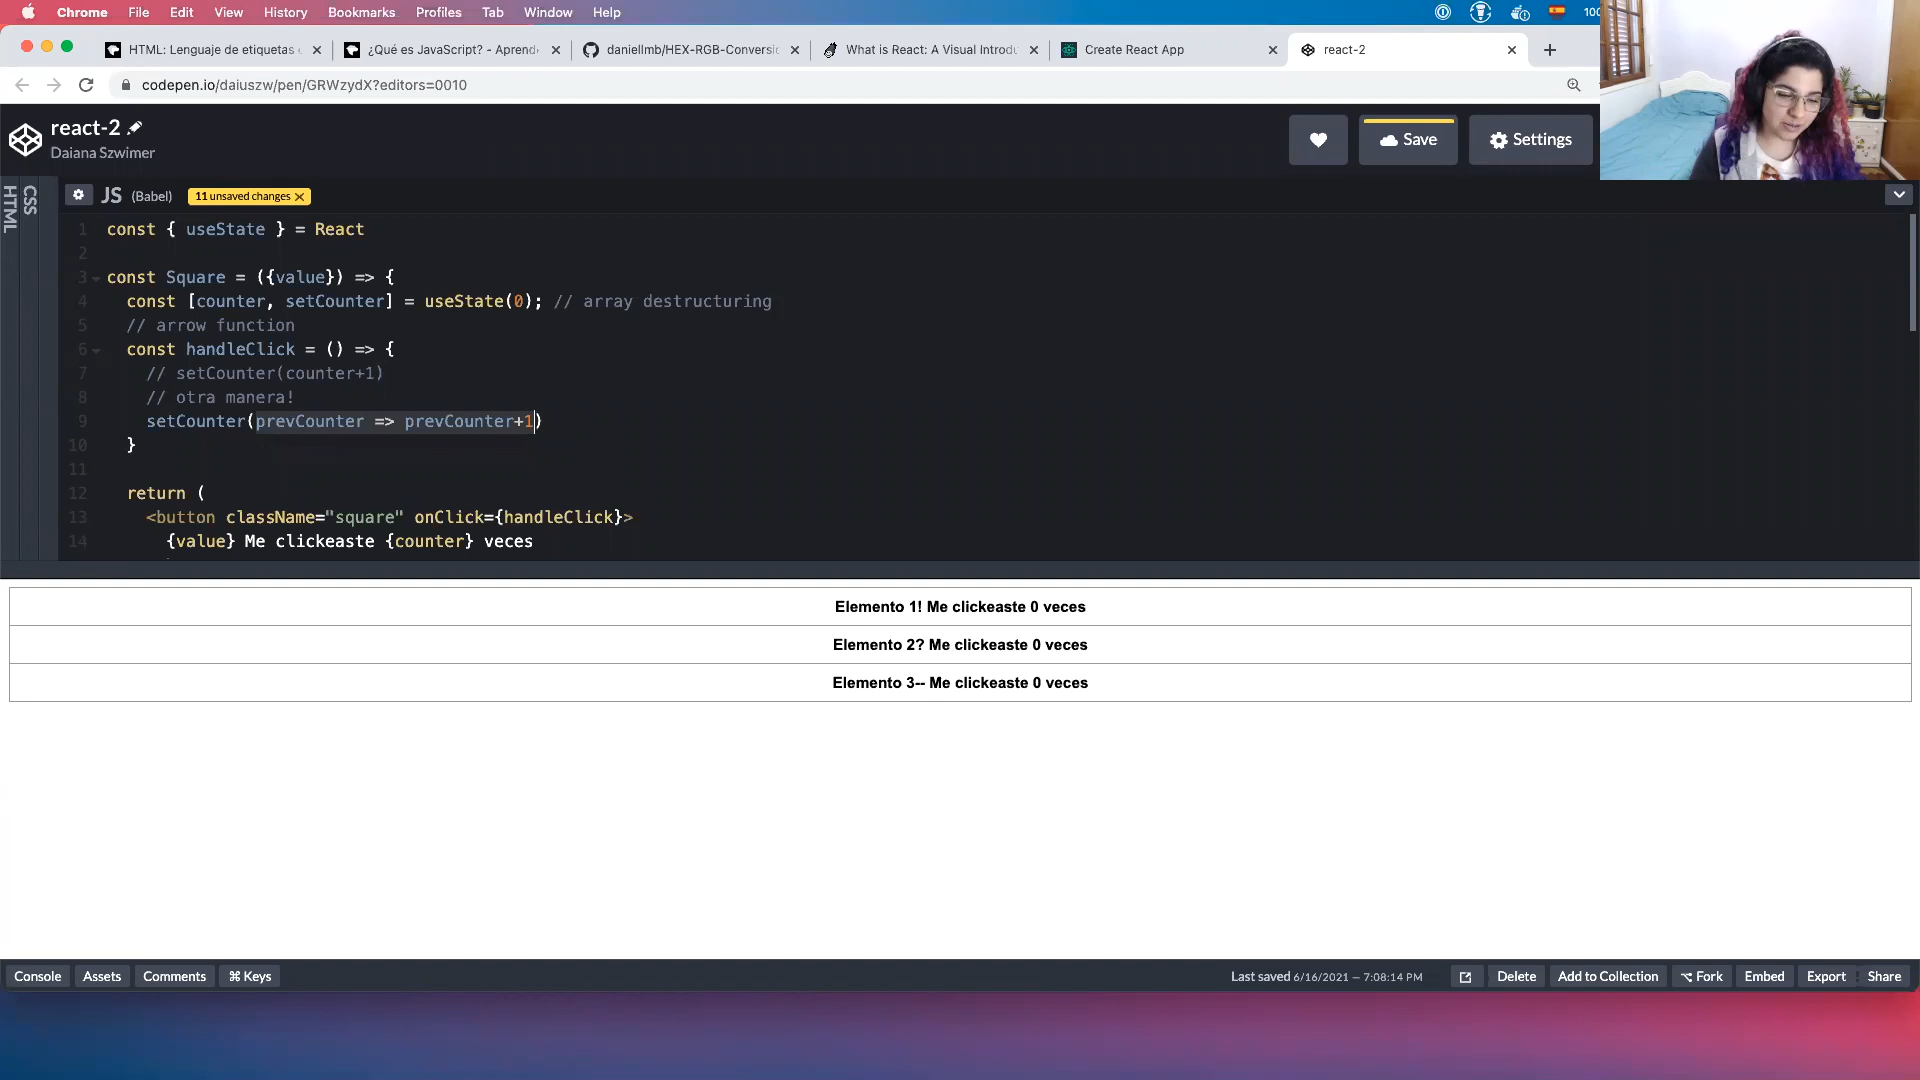 Chrome File Edit View History Bookmarks Profiles Tab Window Help
HTML: Lenguaje de etiquetas
¿Qué es JavaScript? - Aprend
daniellmb/HEX-RGB-Conversi
What is React: A Visual Introdu
Create React App
react-2
codepen.io/daiuszw/pen/GRWzydX?editors=0010
react-2
Daiana Szwimer
Save
Settings
HTML
CSS
JS (Babel) 11 unsaved changes
1 const { useState } = React
2
3 const Square = ({value}) => {
4 const [counter, setCounter] = useState(0); // array destructuring
5 // arrow function
6 const handleClick = () => {
7 // setCounter(counter+1)
8 // otra manera!
9 setCounter(prevCounter => prevCounter+1)
10 }
11
12 return (
13 <button className="square" onClick={handleClick}>
14 {value} Me clickeaste {counter} veces
Elemento 1! Me clickeaste 0 veces
Elemento 2? Me clickeaste 0 veces
Elemento 3-- Me clickeaste 0 veces
Console Assets Comments ⌘ Keys Last saved 6/16/2021 — 7:08:14 PM Delete Add to Collection ⌥ Fork Embed Export Share